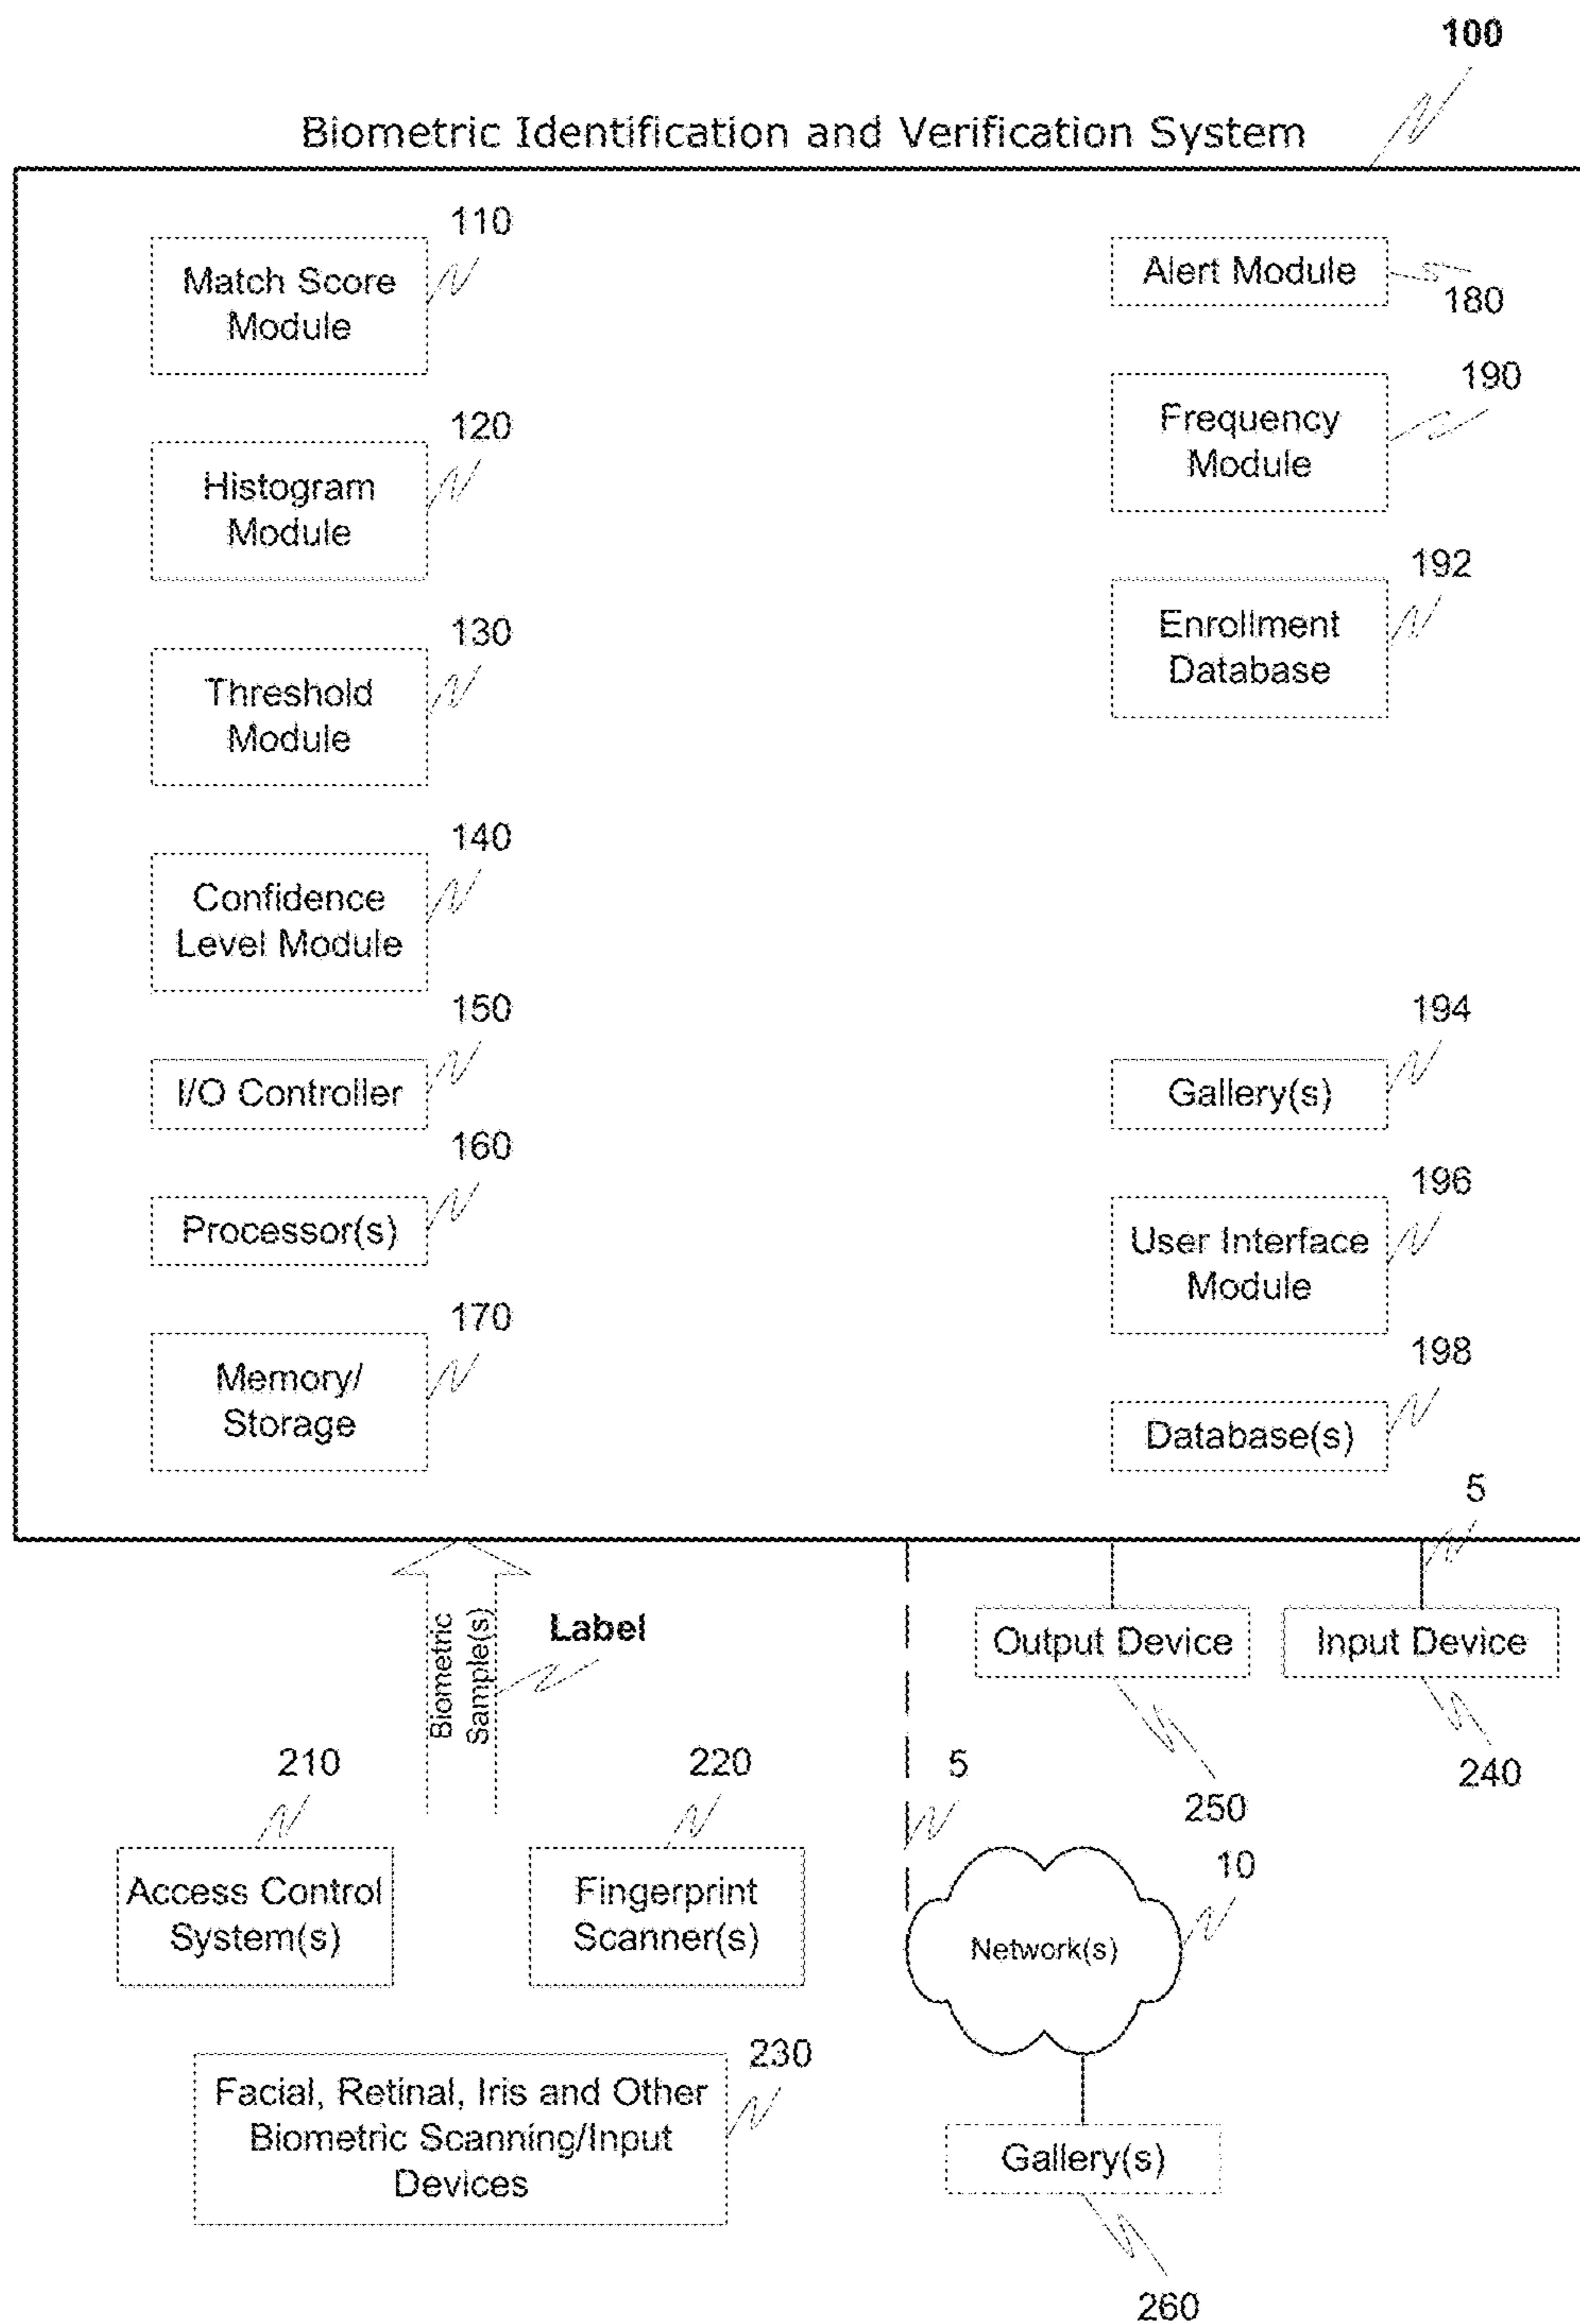 100
Biometric Identification and Verification System
110
Match Score
Module
Alert Module
180
120
Histogram
Module
190
Frequency
Module
130
Threshold
Module
192
Enrollment
Database
140
Confidence
Level Module
150
I/O Controller
194
Gallery(s)
160
Processor(s)
196
User Interface
Module
170
Memory/
Storage
198
Database(s)
5
Biometric
Sample(s)
Label
Output Device
Input Device
250
240
210
Access Control
System(s)
220
Fingerprint
Scanner(s)
5
10
Network(s)
230
Facial, Retinal, Iris and Other
Biometric Scanning/Input
Devices
Gallery(s)
260